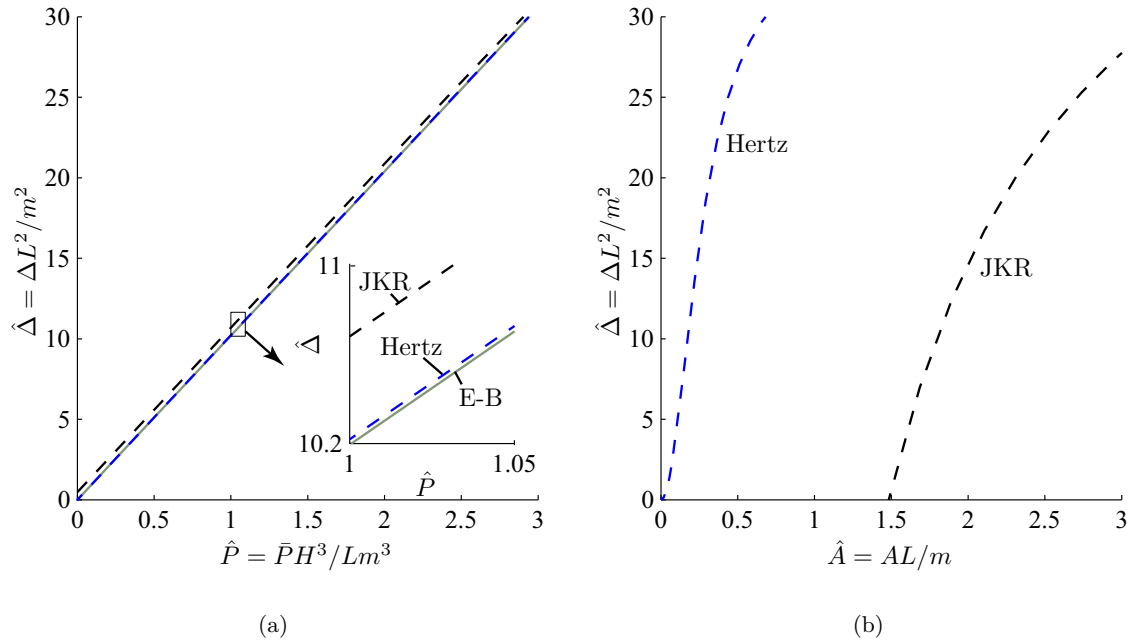 30
25
20
15
10
5
0
0 0.5 1 1.5 2 2.5 3
Δ̂ = ΔL²/m²
P̂ = P̄H³/Lm³
11
10.2
1 1.05
Δ̂
P̂
JKR
Hertz
E-B
(a)
30
25
20
15
10
5
0
0 0.5 1 1.5 2 2.5 3
Δ̂ = ΔL²/m²
Â = AL/m
Hertz
JKR
(b)